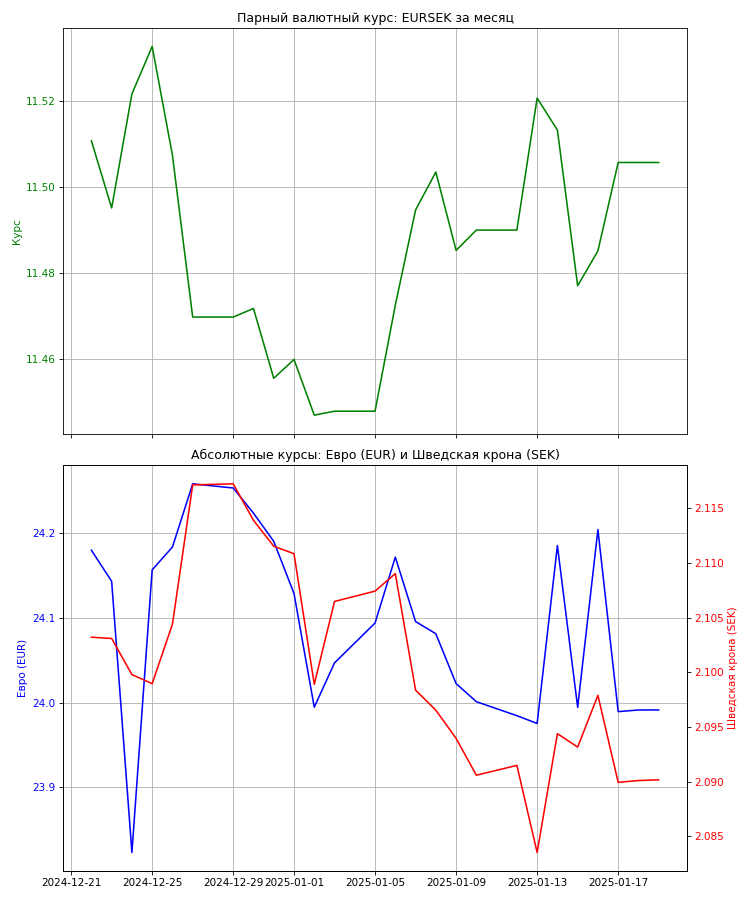 Парный валютный курс: EURSEK за месяц
11.52
11.50
11.48
11.46
Курс
Абсолютные курсы: Евро (EUR) и Шведская крона (SEK)
24.2
24.1
24.0
23.9
Евро (EUR)
2.115
2.110
2.105
2.100
2.095
2.090
2.085
Шведская крона (SEK)
2024-12-21 2024-12-25 2024-12-29 2025-01-01 2025-01-05 2025-01-09 2025-01-13 2025-01-17